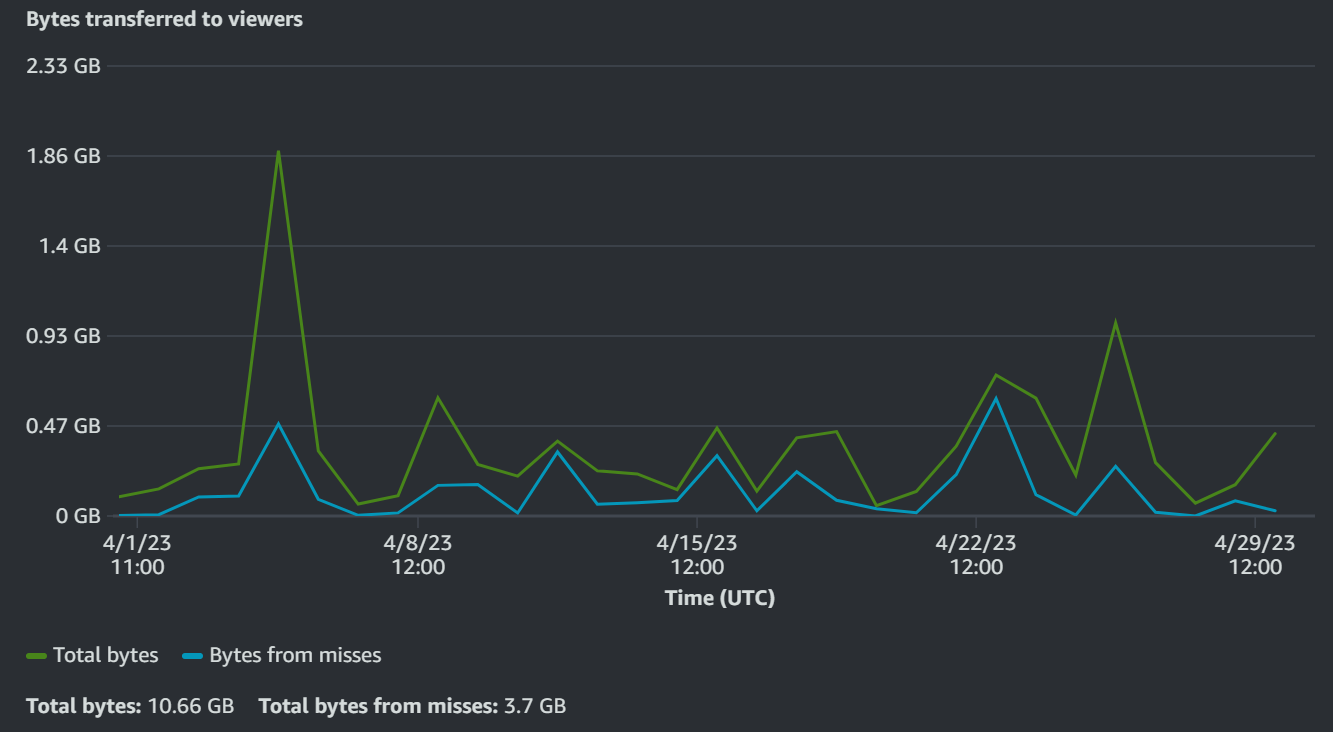 Bytes transferred to viewers
2.33 GB
1.86 GB
1.4 GB
0.93 GB
0.47 GB
0 GB
4/1/23 4/8/23 4/15/23 4/22/23 4/29/23
11:00 12:00 12:00 12:00 12:00
Time (UTC)
Total bytes Bytes from misses
Total bytes: 10.66 GB Total bytes from misses: 3.7 GB